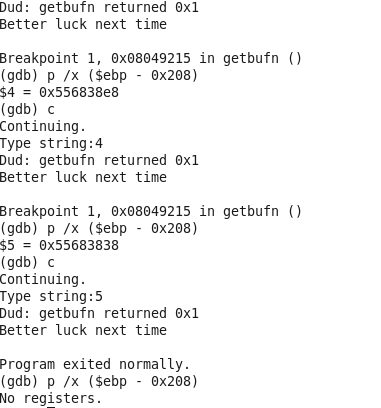 Dud: getbufn returned 0x1
Better luck next time

Breakpoint 1, 0x08049215 in getbufn ()
(gdb) p /x ($ebp - 0x208)
$4 = 0x556838e8
(gdb) c
Continuing.
Type string:4
Dud: getbufn returned 0x1
Better luck next time

Breakpoint 1, 0x08049215 in getbufn ()
(gdb) p /x ($ebp - 0x208)
$5 = 0x55683838
(gdb) c
Continuing.
Type string:5
Dud: getbufn returned 0x1
Better luck next time

Program exited normally.
(gdb) p /x ($ebp - 0x208)
No registers.